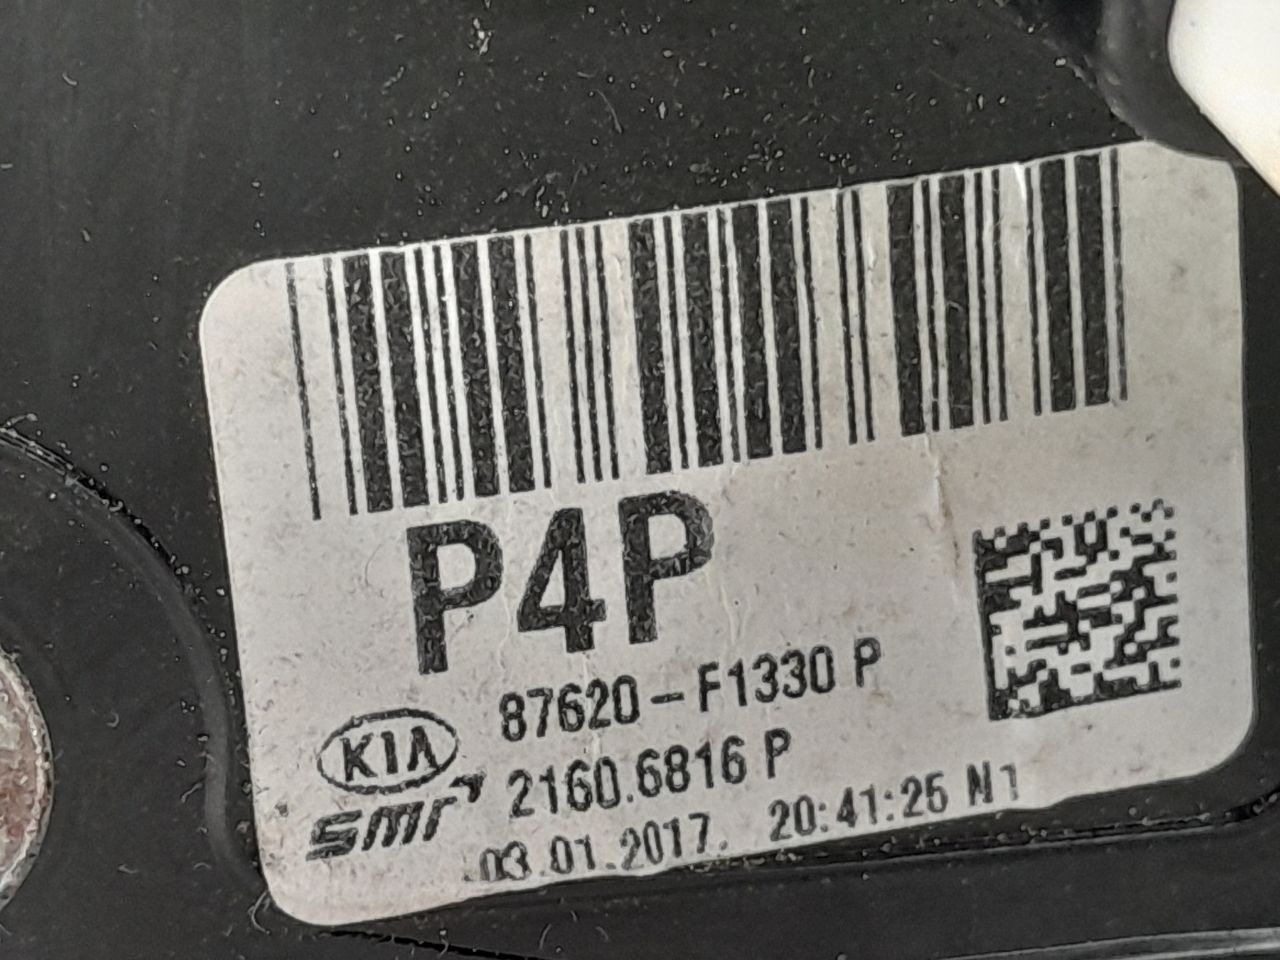 P4P
87620-F1330 P
KIA
2160.6816 P
SMR
03.01.2017. 20:41:25 N1